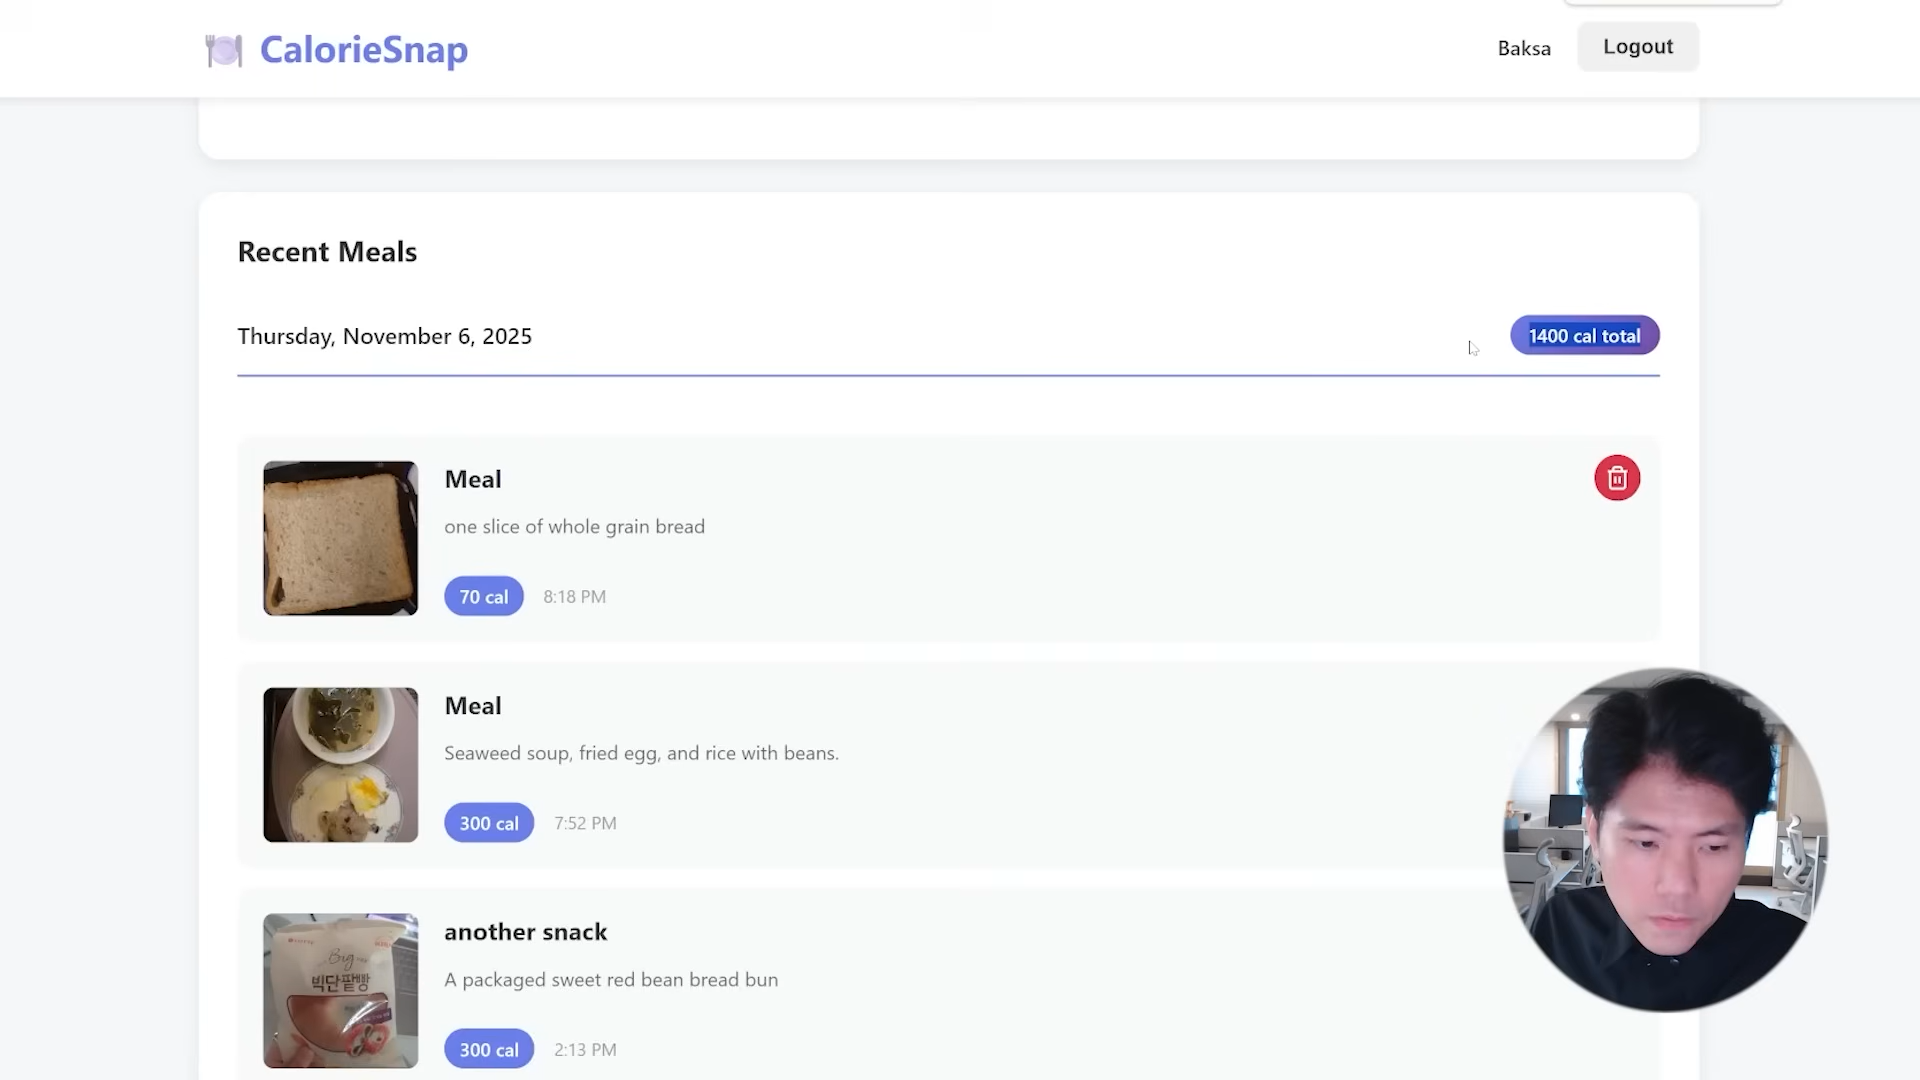 CalorieSnap
Baksa
Logout
Recent Meals
Thursday, November 6, 2025
1400 cal total
Meal
one slice of whole grain bread
70 cal
8:18 PM
Meal
Seaweed soup, fried egg, and rice with beans.
300 cal
7:52 PM
another snack
A packaged sweet red bean bread bun
300 cal
2:13 PM
Big
빅단팥빵